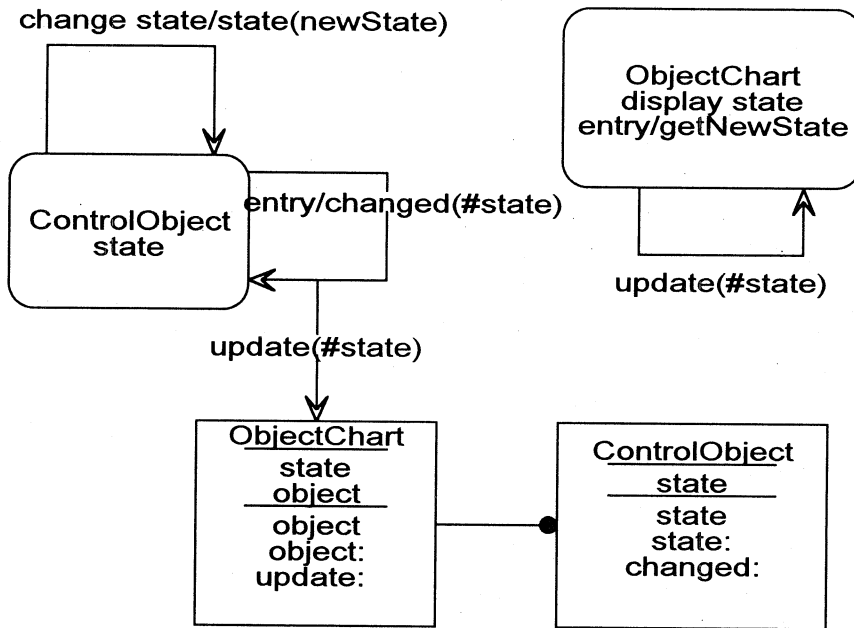 change state/state(newState)
ControlObject
state
entry/changed(#state)
update(#state)
ObjectChart
display state
entry/getNewState
update(#state)
ObjectChart
state
object
object
object:
update:
ControlObject
state
state
state:
changed: